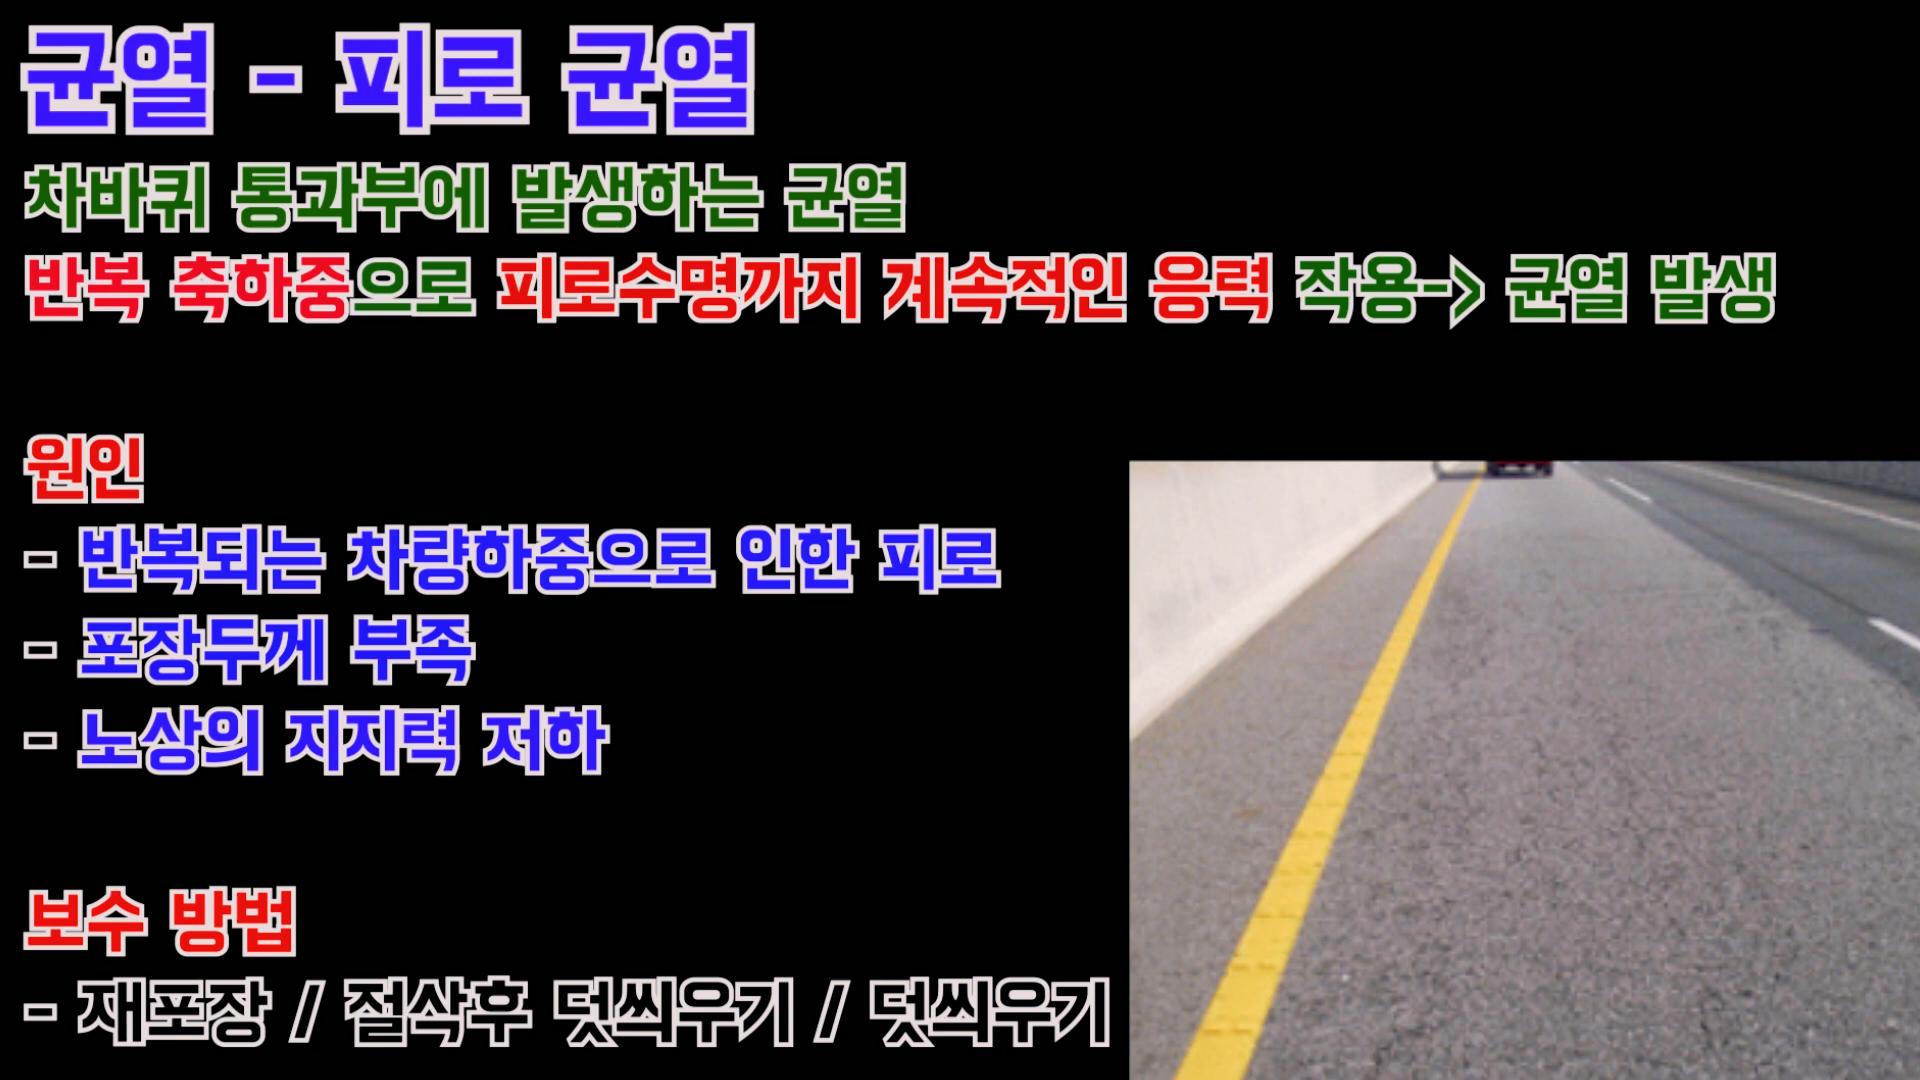 균열 - 피로 균열
차바퀴 통과부에 발생하는 균열
반복 축하중으로 피로수명까지 계속적인 응력 작용-> 균열 발생
원인
- 반복되는 차량하중으로 인한 피로
- 포장두께 부족
- 노상의 지지력 저하
보수 방법
- 재포장 / 절삭후 덧씌우기 / 덧씌우기